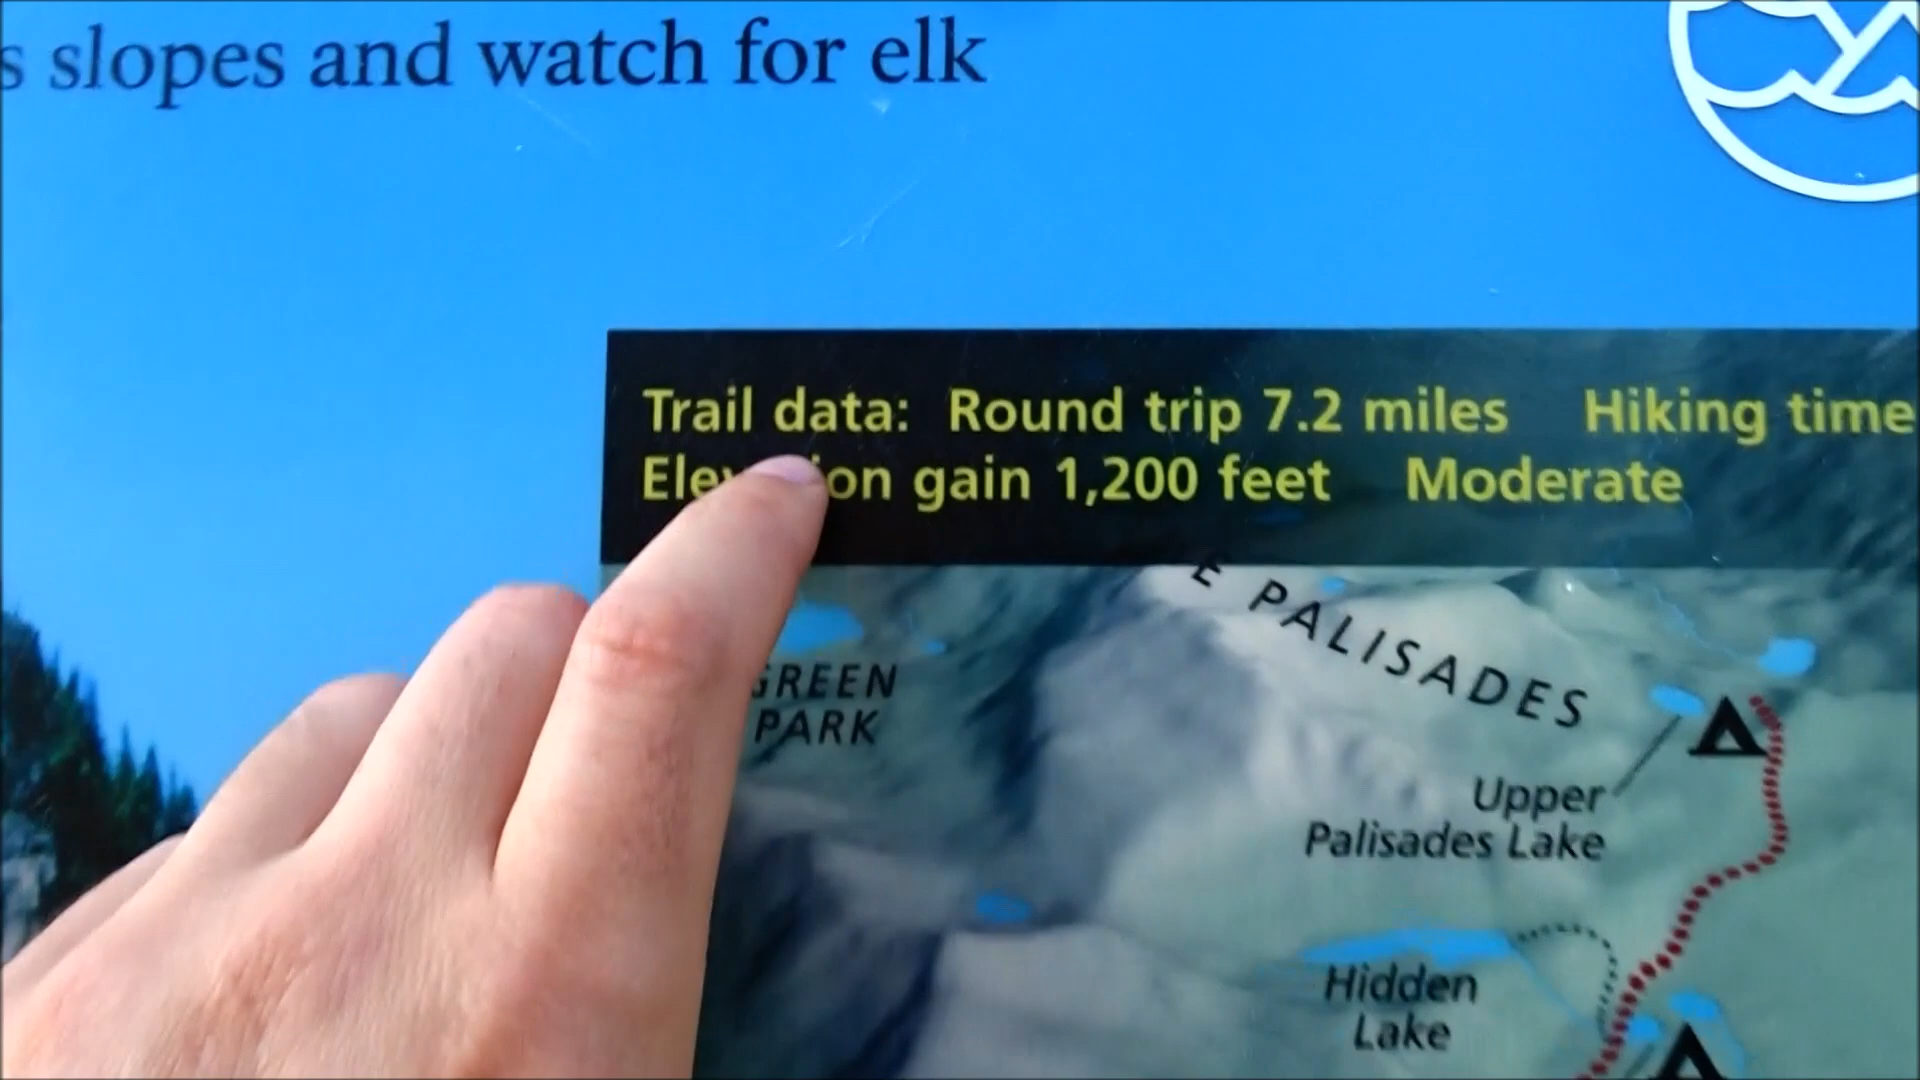 slopes and watch for elk
Trail data: Round trip 7.2 miles Hiking time
gain 1,200 feet Moderate
PALISADES
PARK
Upper
Palisades Lake
Hidden
Lake